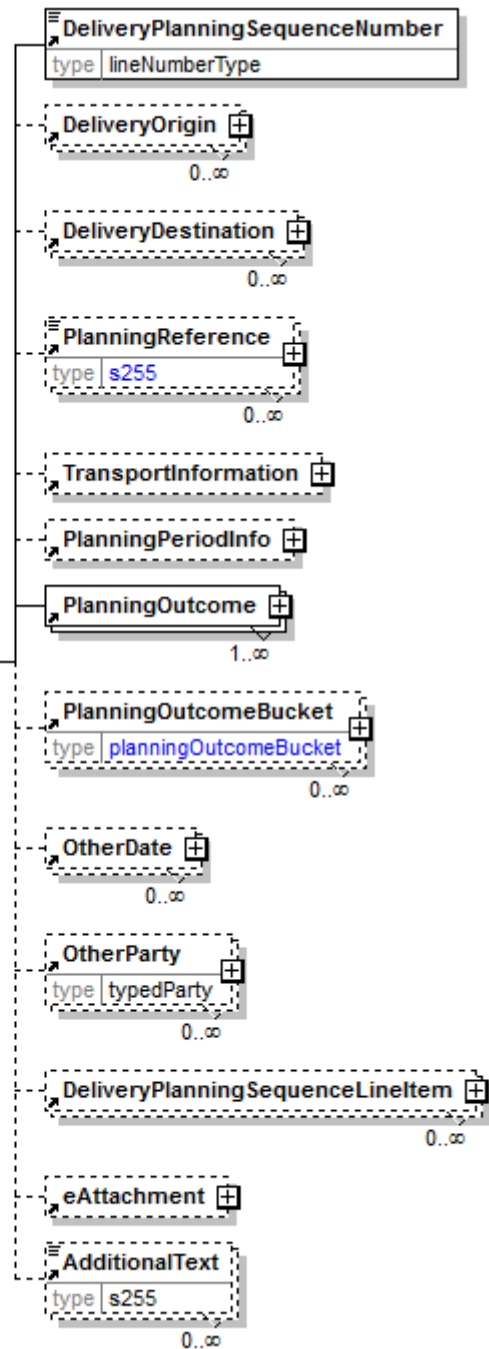 DeliveryPlanningSequenceNumber
type lineNumberType
DeliveryOrigin
0..∞
DeliveryDestination
0..∞
PlanningReference
type s255
0..∞
TransportInformation
PlanningPeriodInfo
PlanningOutcome
1..∞
PlanningOutcomeBucket
type planningOutcomeBucket
0..∞
OtherDate
0..∞
OtherParty
type typedParty
0..∞
DeliveryPlanningSequenceLineItem
0..∞
eAttachment
AdditionalText
type s255
0..∞